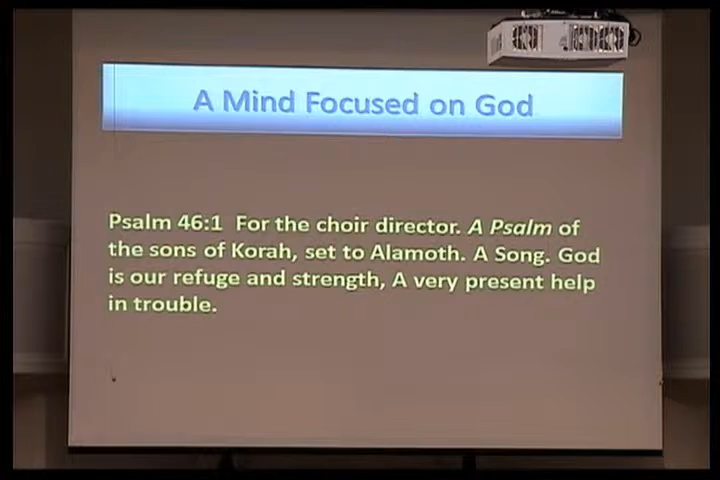 A Mind Focused on God
Psalm 46:1 For the choir director. A Psalm of
the sons of Korah, set to Alamoth. A Song. God
is our refuge and strength, A very present help
in trouble.